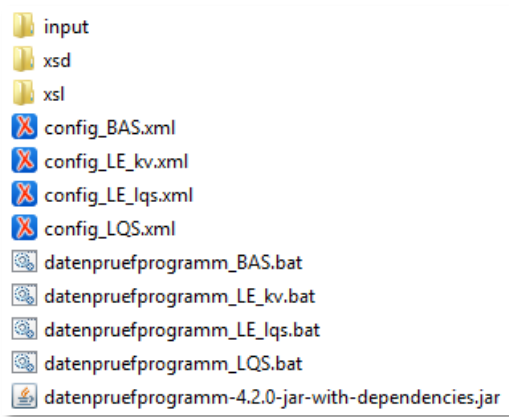 input
xsd
xsl
config_BAS.xml
config_LE_kv.xml
config_LE_lqs.xml
config_LQS.xml
datenpruefprogramm_BAS.bat
datenpruefprogramm_LE_kv.bat
datenpruefprogramm_LE_lqs.bat
datenpruefprogramm_LQS.bat
datenpruefprogramm-4.2.0-jar-with-dependencies.jar